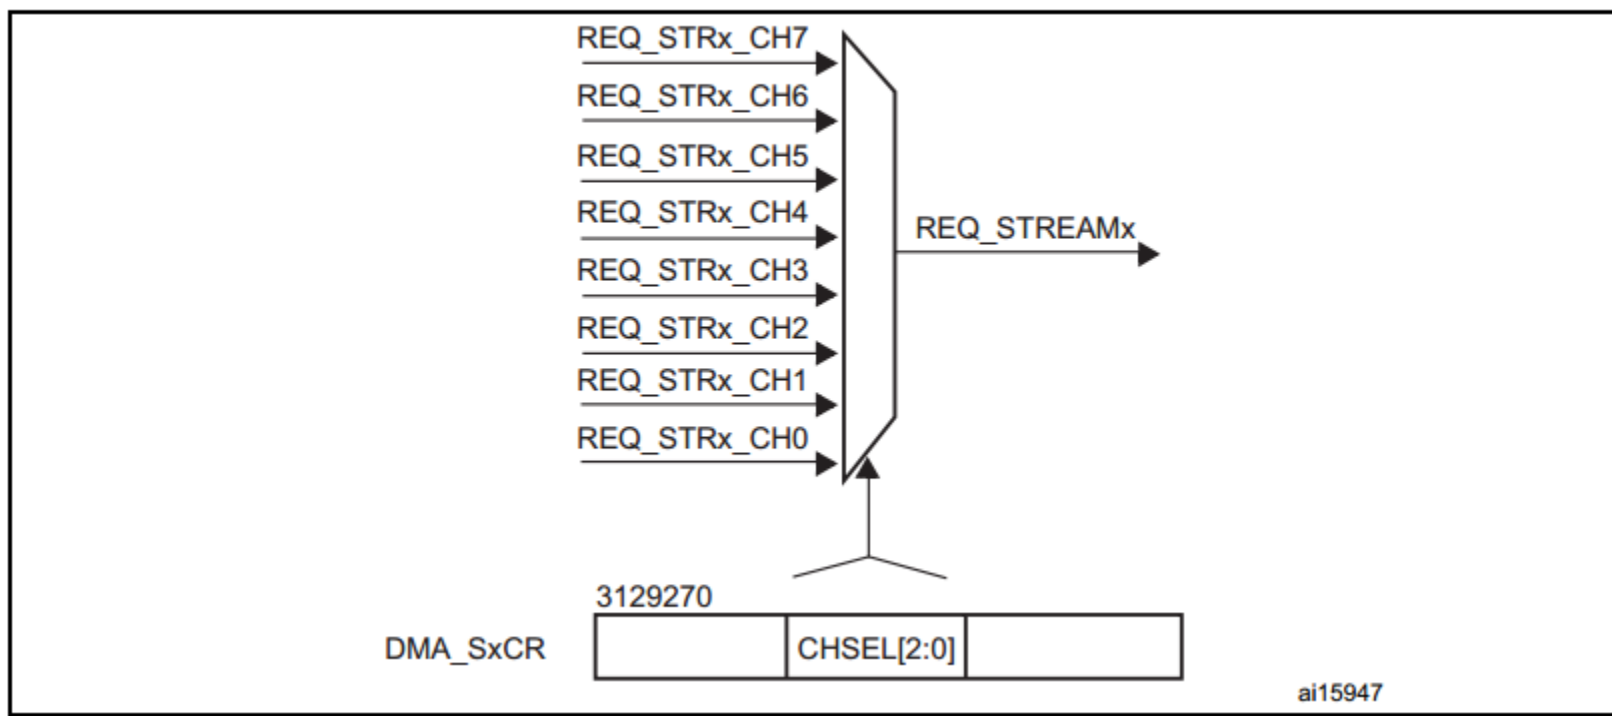 REQ_STRx_CH7
REQ_STRx_CH6
REQ_STRx_CH5
REQ_STRx_CH4
REQ_STREAMx
REQ_STRx_CH3
REQ_STRx_CH2
REQ_STRx_CH1
REQ_STRx_CH0
3129270
DMA_SxCR CHSEL[2:0]
ai15947